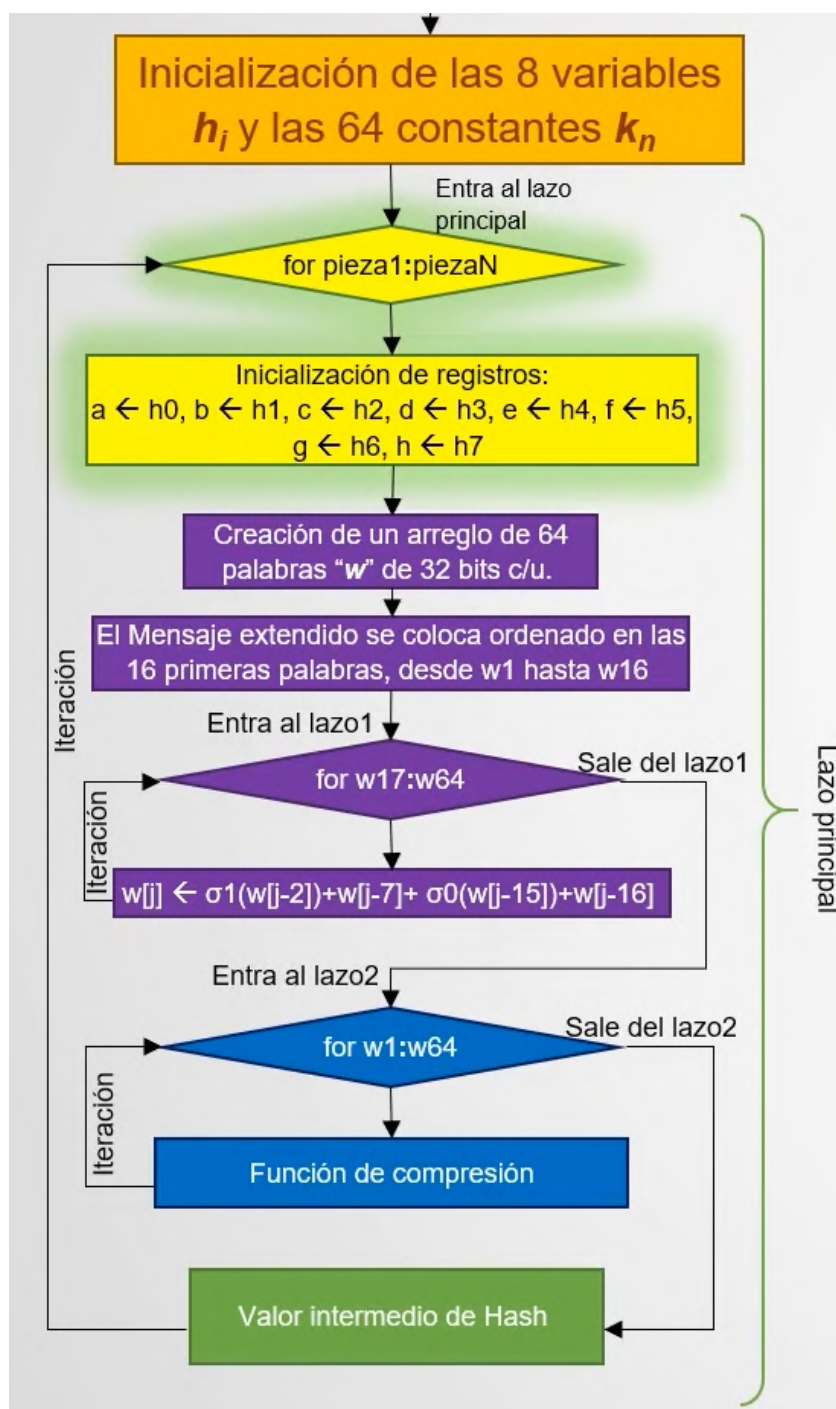 Inicialización de las 8 variables
hi y las 64 constantes kn
Entra al lazo
principal
for pieza1:piezaN
Inicialización de registros:
a ← h0, b ← h1, c ← h2, d ← h3, e ← h4, f ← h5,
g ← h6, h ← h7
Creación de un arreglo de 64
palabras “w” de 32 bits c/u.
El Mensaje extendido se coloca ordenado en las
16 primeras palabras, desde w1 hasta w16
Iteración
Entra al lazo1
for w17:w64
Sale del lazo1
Iteración
w[j] ← σ1(w[j-2])+w[j-7]+ σ0(w[j-15])+w[j-16]
Entra al lazo2
for w1:w64
Sale del lazo2
Iteración
Función de compresión
Valor intermedio de Hash
Lazo principal